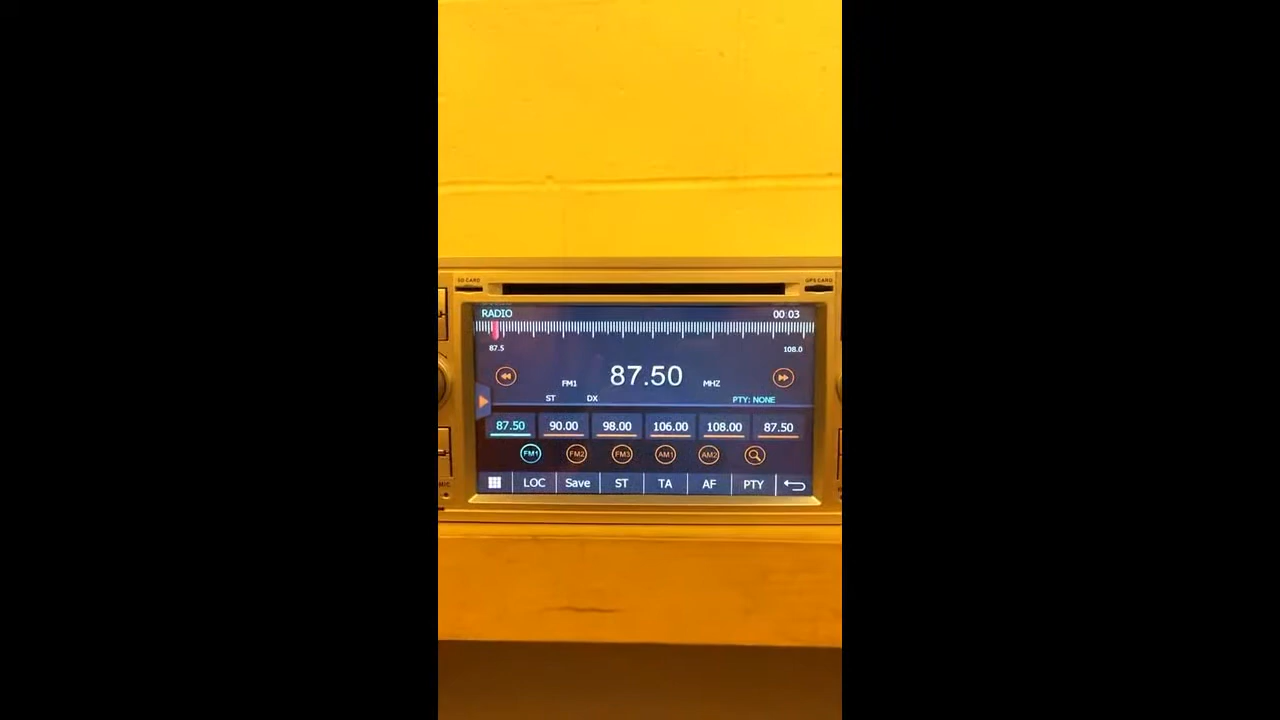 SD CARD GPS CARD
RADIO 00:03
87.5 108.0
FM1 87.50 MHZ
ST DX PTY: NONE
87.50 90.00 98.00 106.00 108.00 87.50
FM1 FM2 FM3 AM1 AM2
LOC Save ST TA AF PTY
MIC